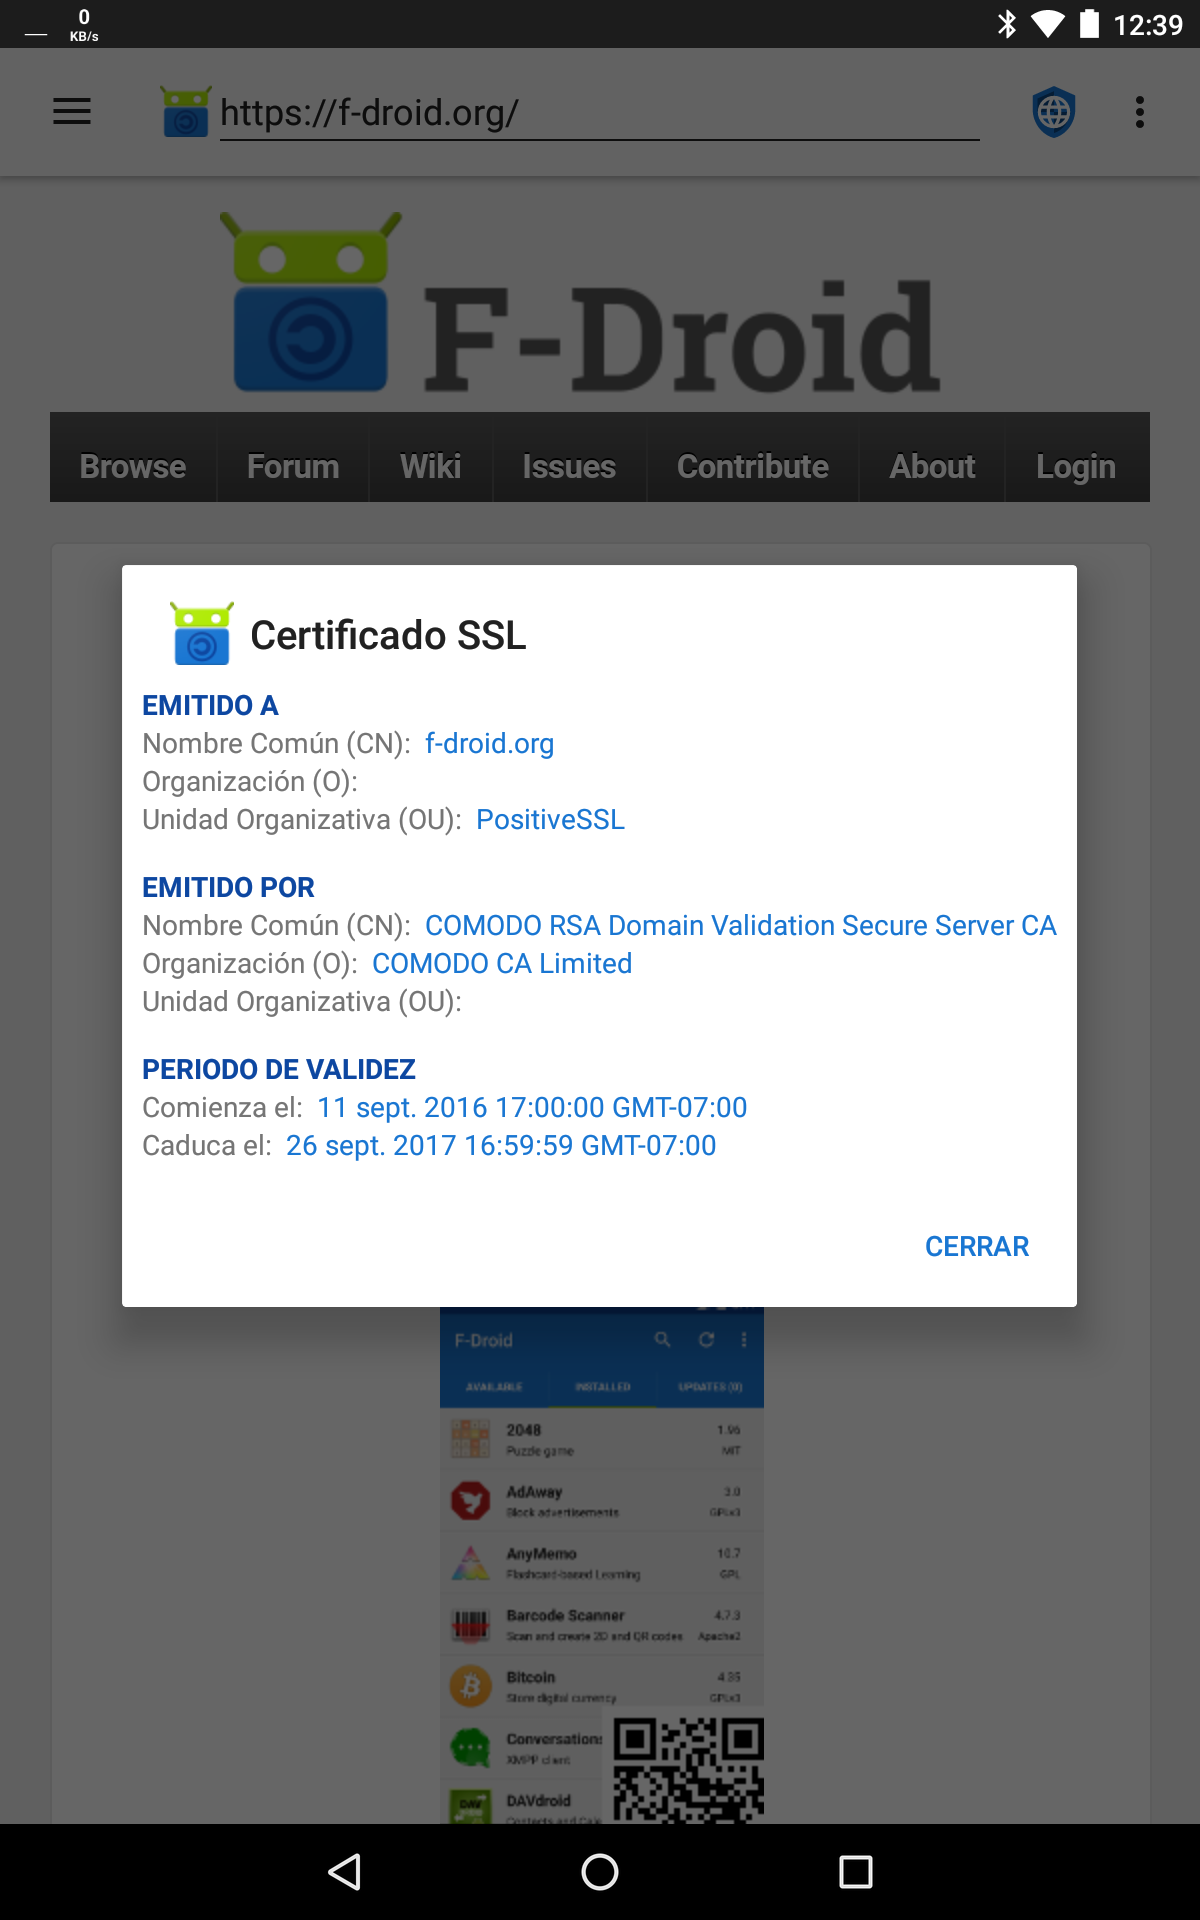 0
KB/s
12:39
https://f-droid.org/
F-Droid
Browse Forum Wiki Issues Contribute About Login
Certificado SSL
EMITIDO A
Nombre Común (CN): f-droid.org
Organización (O):
Unidad Organizativa (OU): PositiveSSL
EMITIDO POR
Nombre Común (CN): COMODO RSA Domain Validation Secure Server CA
Organización (O): COMODO CA Limited
Unidad Organizativa (OU):
PERIODO DE VALIDEZ
Comienza el: 11 sept. 2016 17:00:00 GMT-07:00
Caduca el: 26 sept. 2017 16:59:59 GMT-07:00
CERRAR
F-Droid
AVAILABLE INSTALLED UPDATES (0)
2048 1.96
Puzzle game MIT
AdAway 3.0
Block advertisements GPLv3
AnyMemo 10.7
Flashcard-based Learning GPL
Barcode Scanner 4.7.3
Scan and create 2D and QR codes Apache2
Bitcoin 4.35
Store digital currency GPLv3
Conversations
XMPP client
DAVdroid
Contacts and